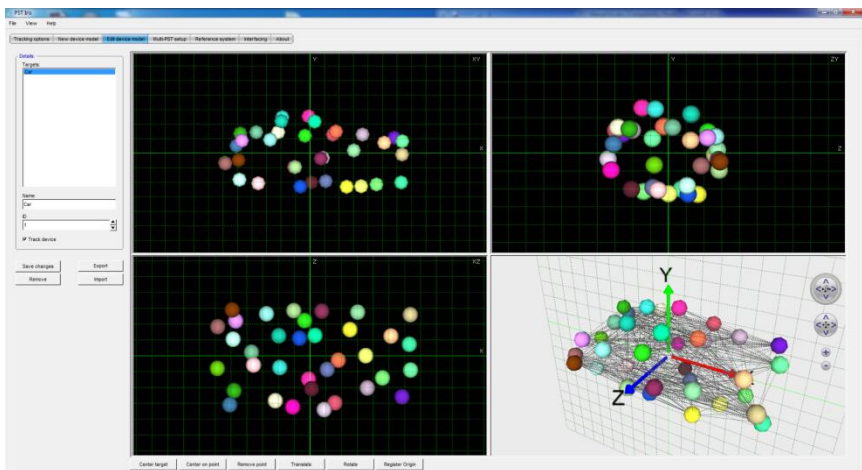 PST Iris
File View Help
Tracking options New device model Edit device model Multi-PST setup Reference system Interfacing About
Details
Targets:
Car
Name
Car
ID
1
Track device
Save changes Export
Remove Import
Y XY
X
Y ZY
Z
Z XZ
X
Y
Z
Center target Center on point Remove point Translate Rotate Register Origin